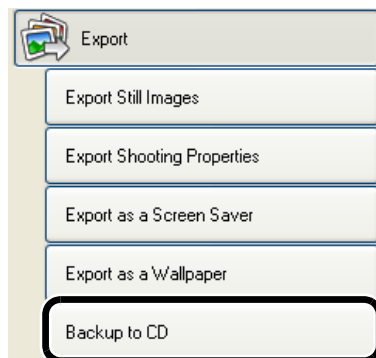 Export
Export Still Images
Export Shooting Properties
Export as a Screen Saver
Export as a Wallpaper
Backup to CD